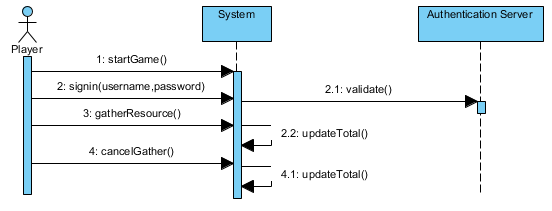 System
Authentication Server
Player
1: startGame()
2: signin(username,password)
2.1: validate()
3: gatherResource()
2.2: updateTotal()
4: cancelGather()
4.1: updateTotal()